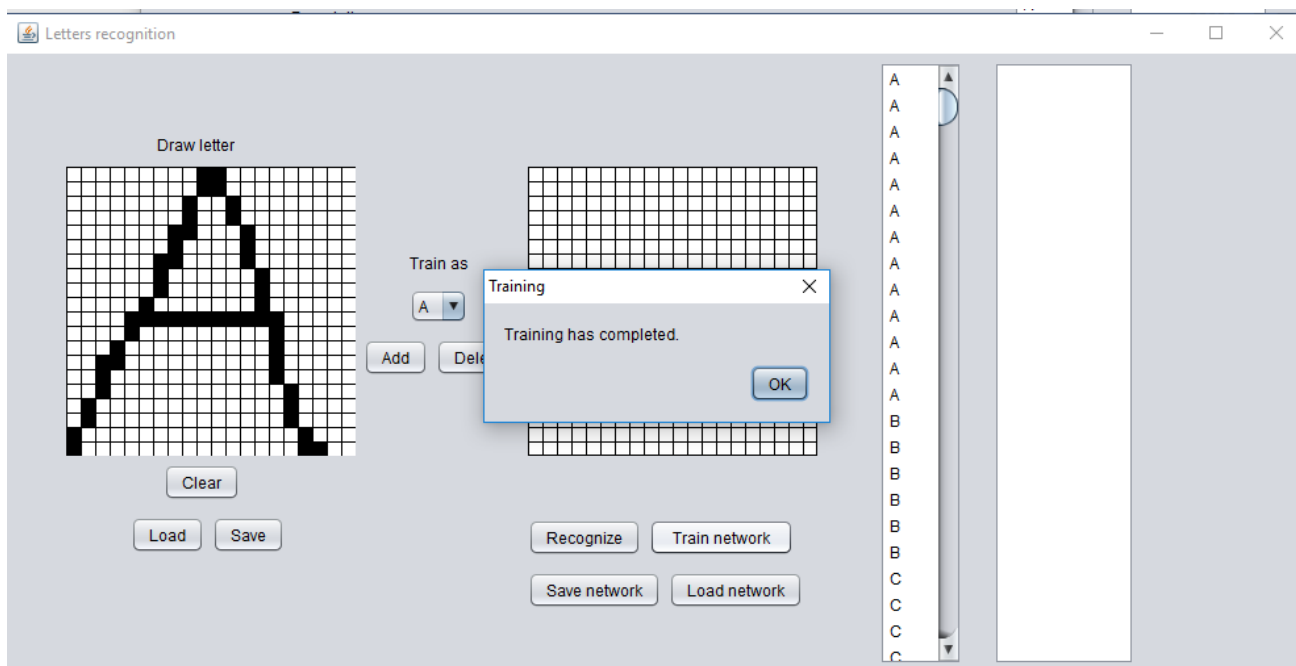 Letters recognition
Draw letter
Train as
A
Add
Training
Training has completed.
OK
Clear
Load Save
Recognize Train network
Save network Load network
A
A
A
A
A
A
A
A
A
A
A
A
A
B
B
B
B
B
B
C
C
C
C